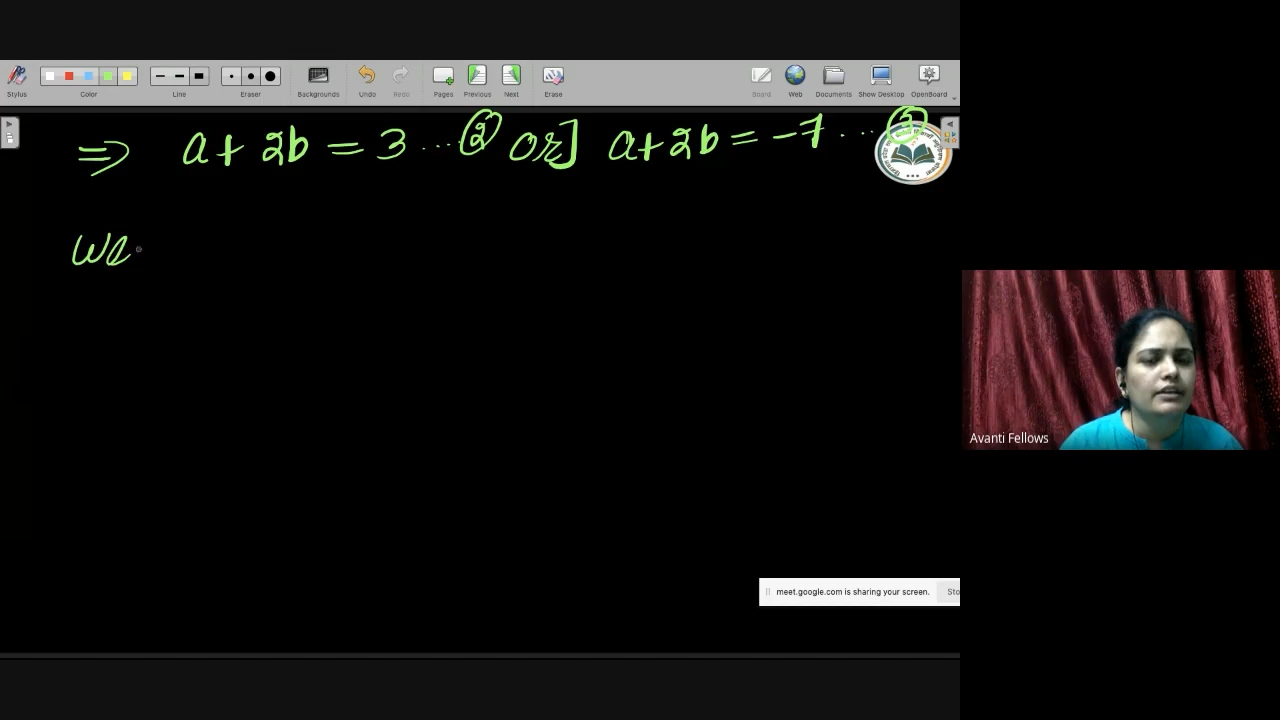 Stylus Color Line Eraser Backgrounds Undo Redo Pages Previous Next Erase Board Web Documents Show Desktop OpenBoard
⇒ a + 2b = 3 ... ② or] a + 2b = -7 ...
we
Avanti Fellows
meet.google.com is sharing your screen. Sto